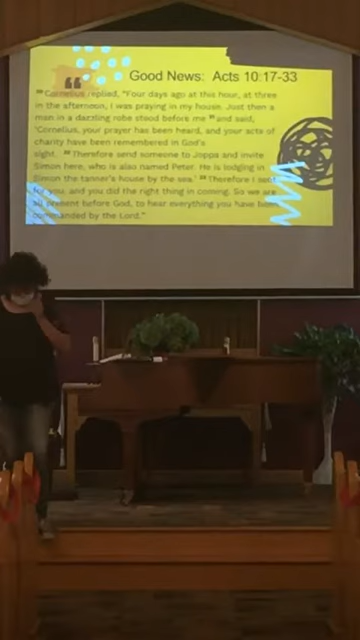 Good News: Acts 10:17-33
“
30 Cornelius replied, “Four days ago at this hour, at three
in the afternoon, I was praying in my house. Just then a
man in a dazzling robe stood before me 31 and said,
‘Cornelius, your prayer has been heard, and your acts of
charity have been remembered in God’s
sight. 32 Therefore send someone to Joppa and invite
Simon here, who is also named Peter. He is lodging in
Simon the tanner’s house by the sea.’ 33 Therefore I sent
for you, and you did the right thing in coming. So we are
all present before God, to hear everything you have been
commanded by the Lord.”